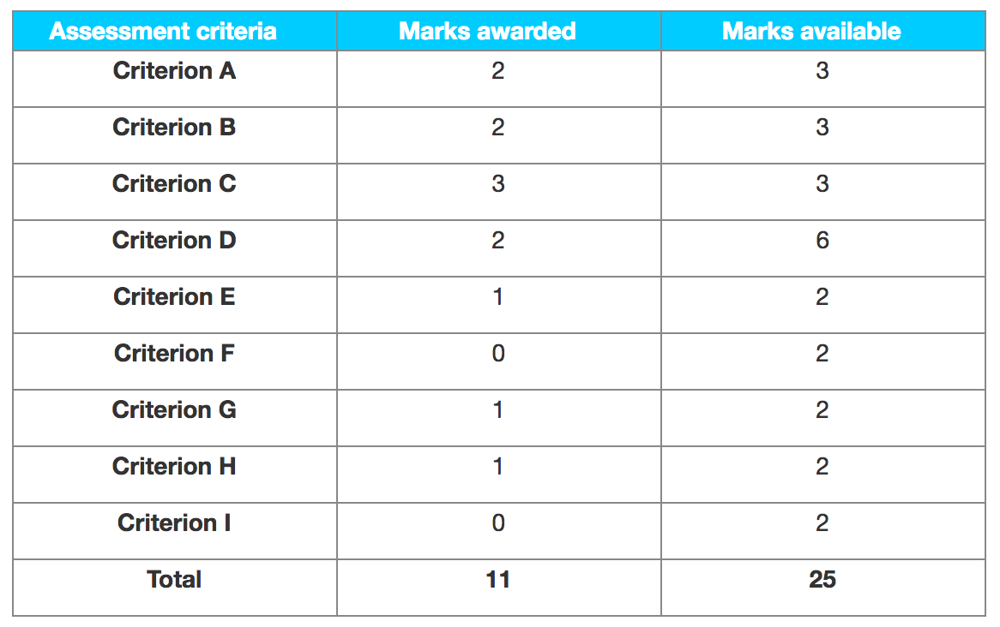 Assessment criteria Marks awarded Marks available
Criterion A 2 3
Criterion B 2 3
Criterion C 3 3
Criterion D 2 6
Criterion E 1 2
Criterion F 0 2
Criterion G 1 2
Criterion H 1 2
Criterion I 0 2
Total 11 25